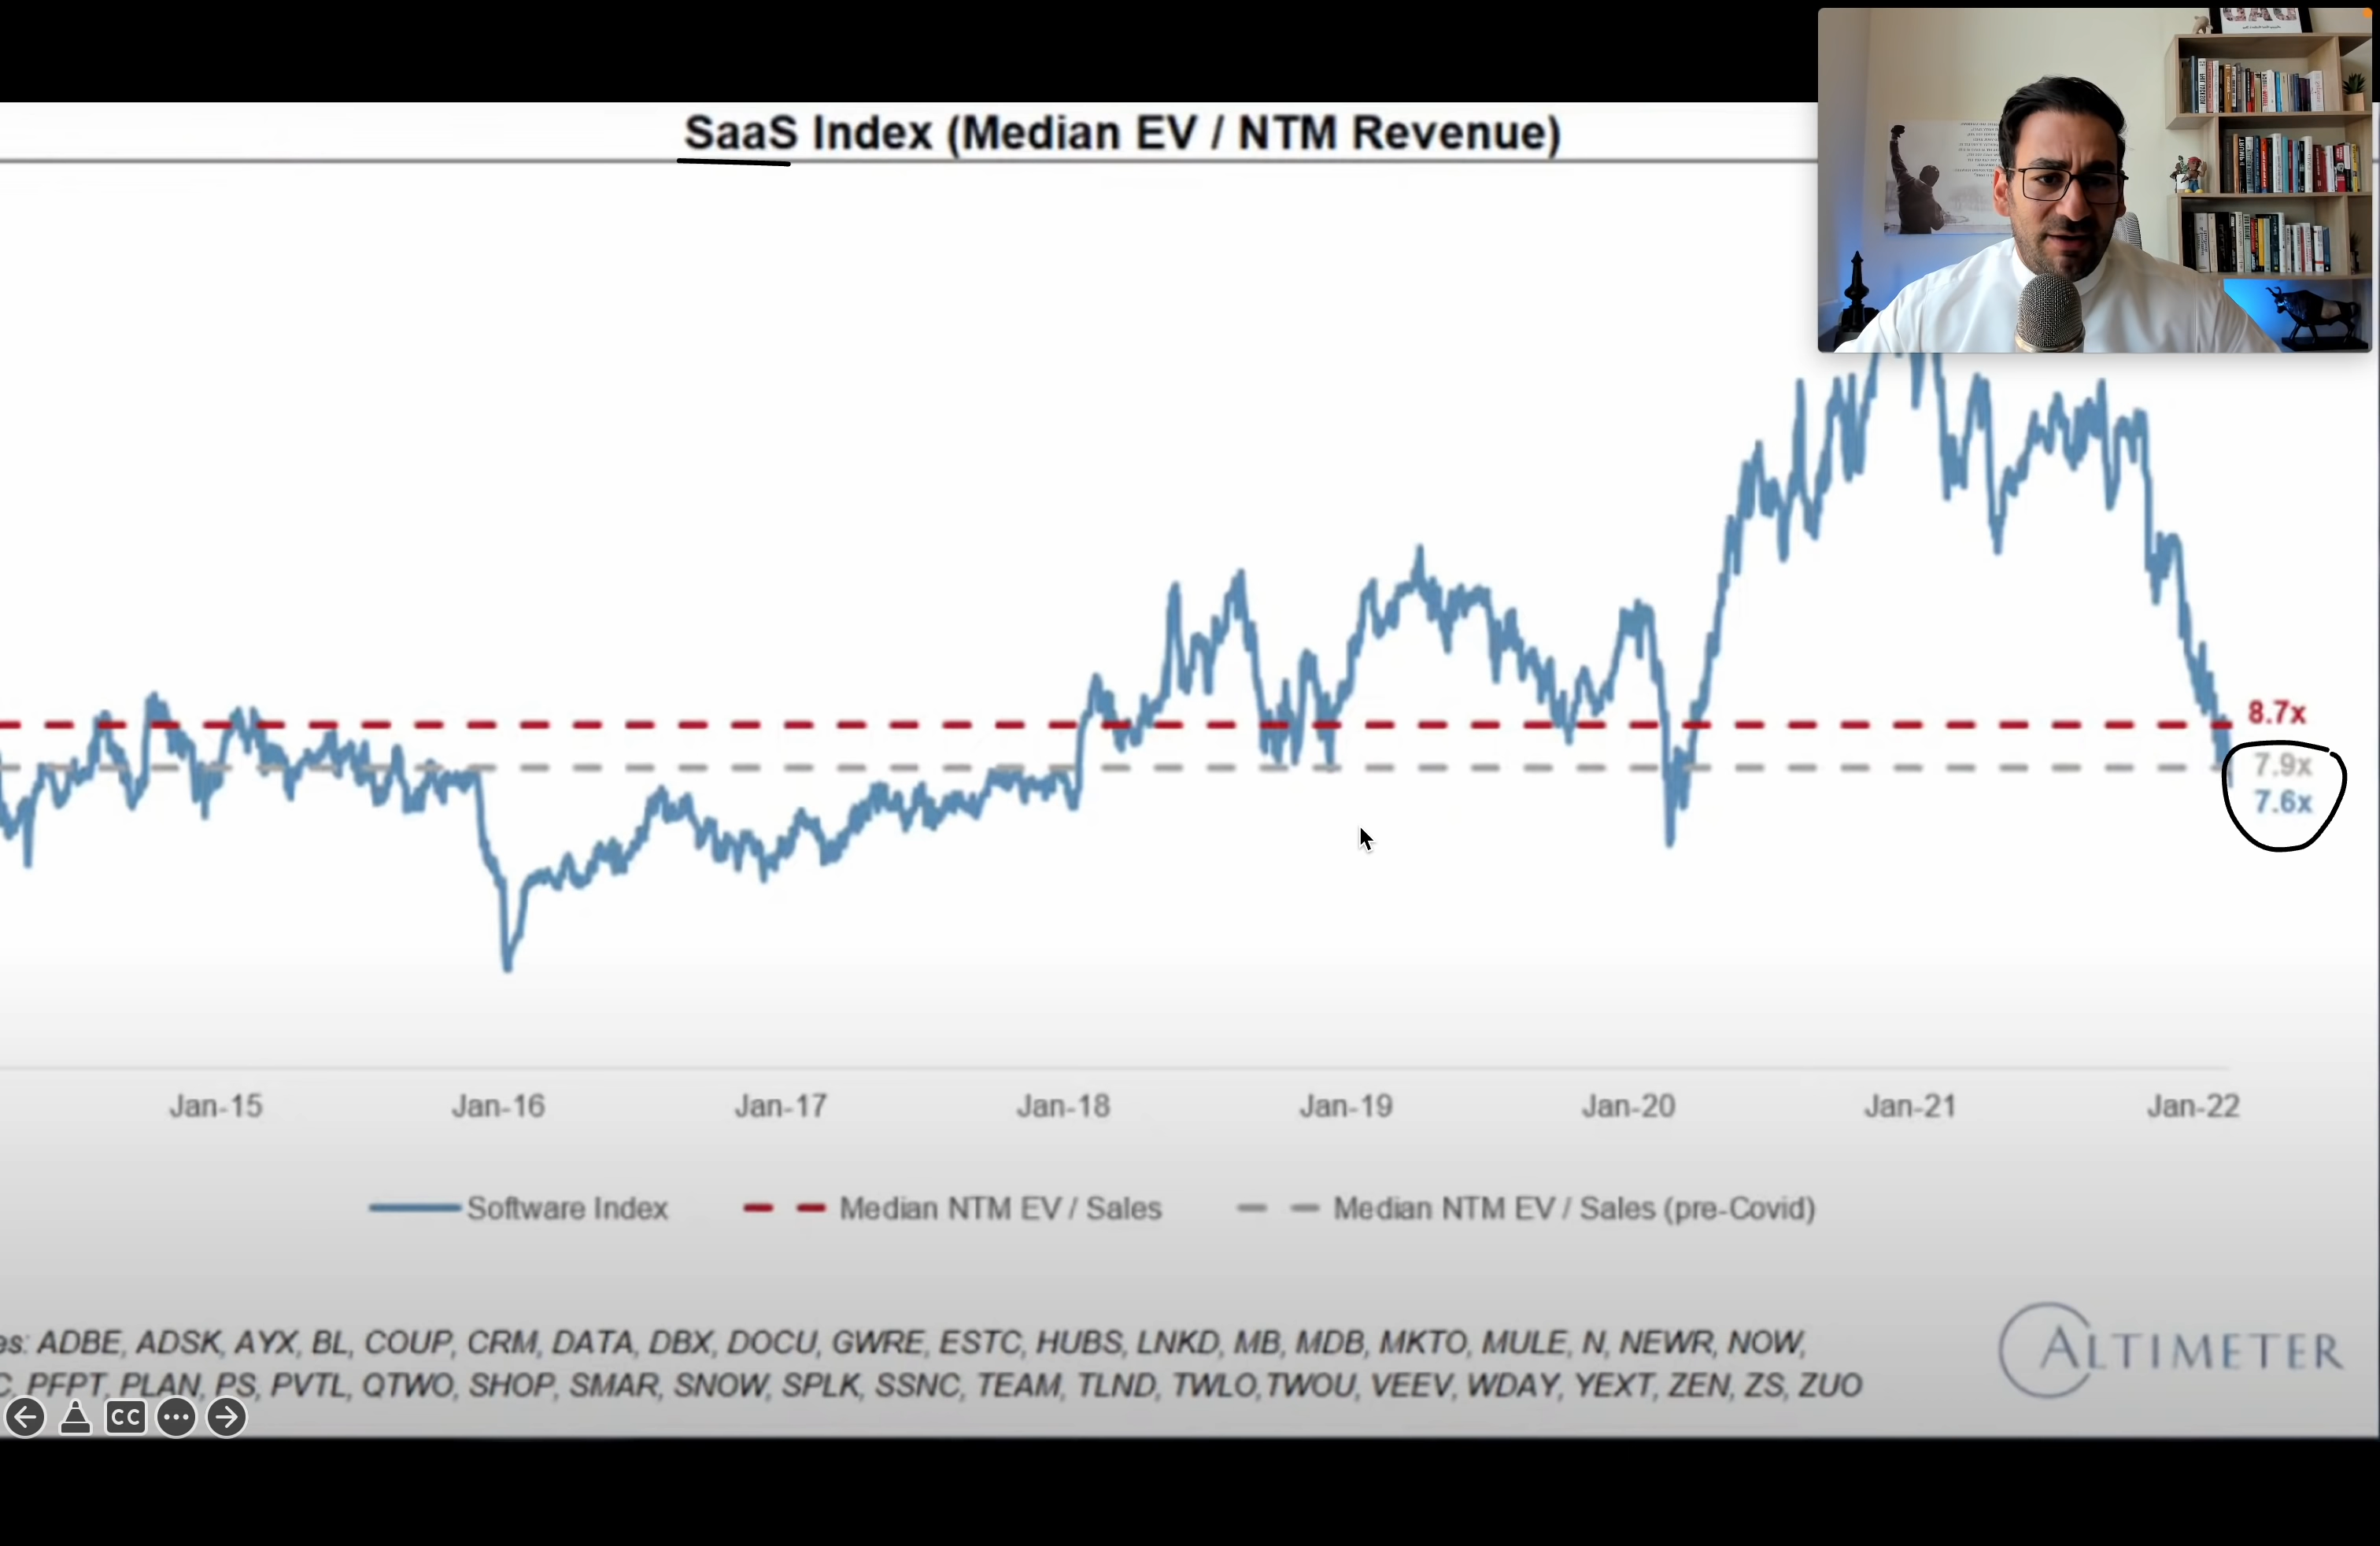 SaaS Index (Median EV / NTM Revenue)
8.7x
7.9x
7.6x
Jan-15 Jan-16 Jan-17 Jan-18 Jan-19 Jan-20 Jan-21 Jan-22
Software Index Median NTM EV / Sales Median NTM EV / Sales (pre-Covid)
es: ADBE, ADSK, AYX, BL, COUP, CRM, DATA, DBX, DOCU, GWRE, ESTC, HUBS, LNKD, MB, MDB, MKTO, MULE, N, NEWR, NOW,
C, PFPT, PLAN, PS, PVTL, QTWO, SHOP, SMAR, SNOW, SPLK, SSNC, TEAM, TLND, TWLO,TWOU, VEEV, WDAY, YEXT, ZEN, ZS, ZUO
ALTIMETER
CC